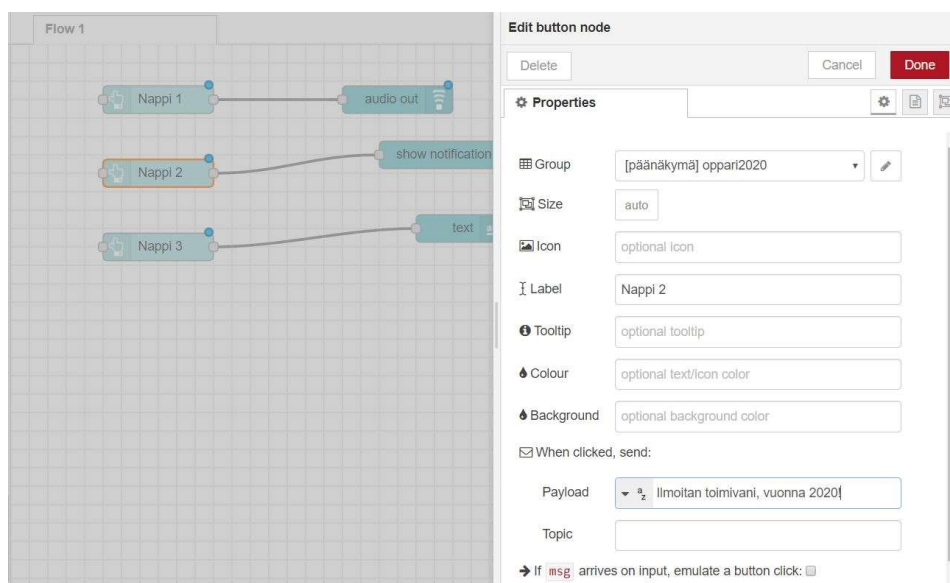 Flow 1
Nappi 1
audio out
Nappi 2
show notification
Nappi 3
text
Edit button node
Delete
Cancel
Done
Properties
Group
[päänäkymä] oppari2020
Size
auto
Icon
optional icon
Label
Nappi 2
Tooltip
optional tooltip
Colour
optional text/icon color
Background
optional background color
When clicked, send:
Payload
a z Ilmoitan toimivani, vuonna 2020!
Topic
If msg arrives on input, emulate a button click: